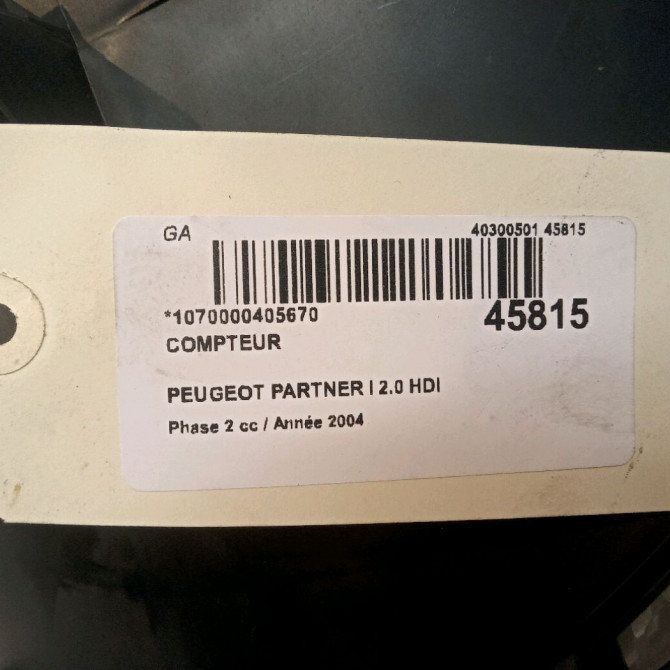 GA 40300501 45815
*1070000405670 45815
COMPTEUR
PEUGEOT PARTNER I 2.0 HDI
Phase 2 cc / Année 2004